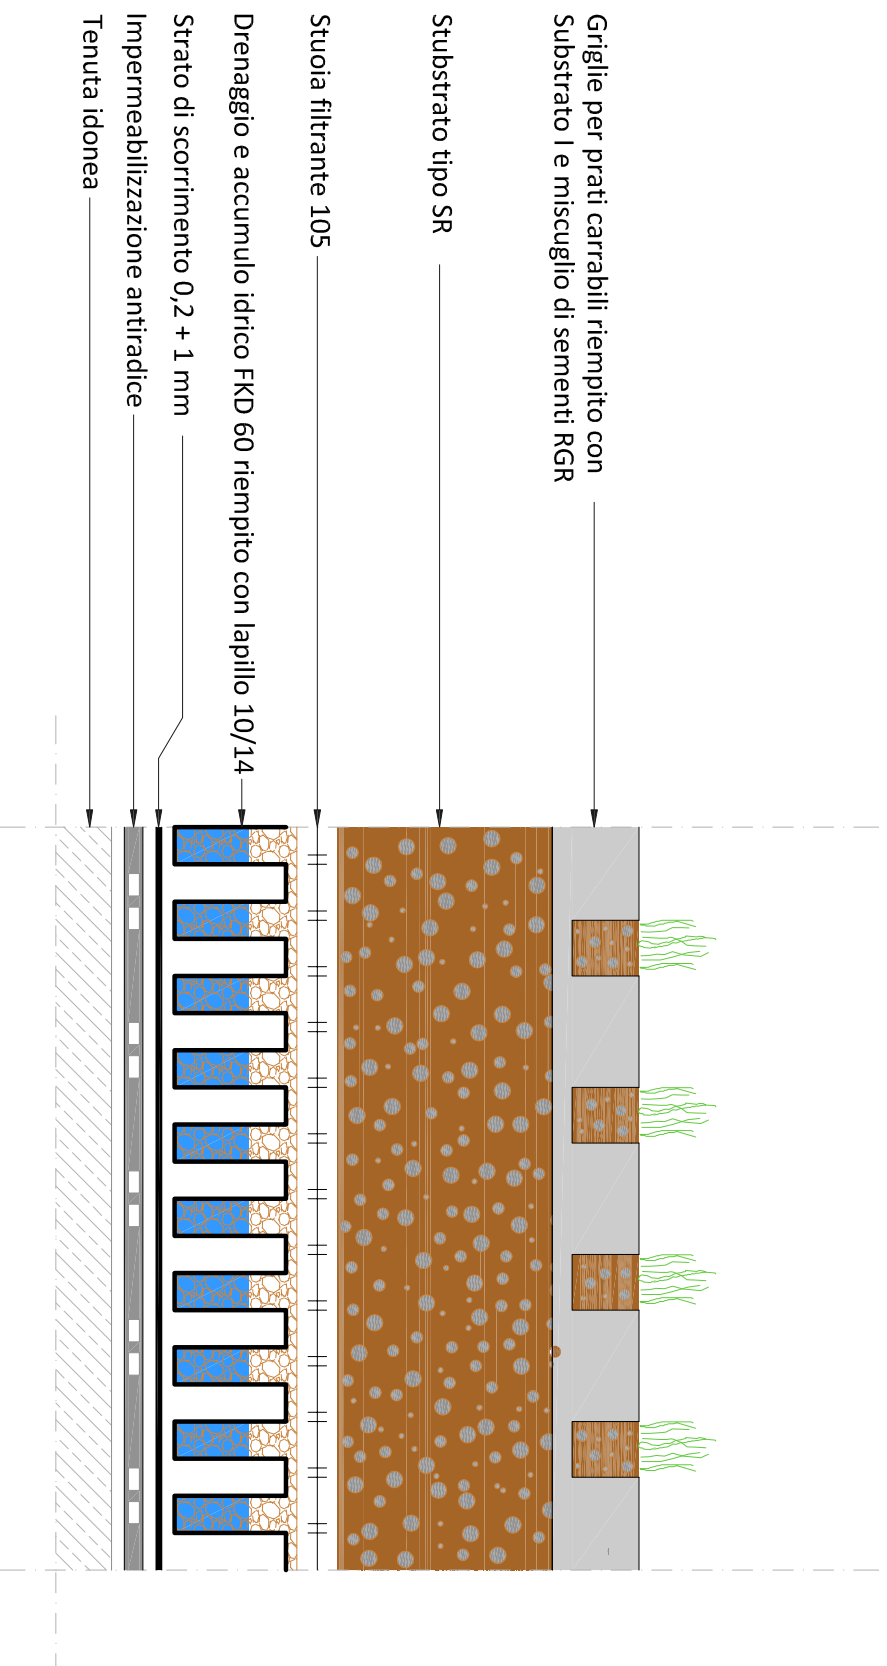 Griglie per prati carrabili riempito con
Substrato I e miscuglio di sementi RGR
Stubstrato tipo SR
Stuoia filtrante 105
Drenaggio e accumulo idrico FKD 60 riempito con lapillo 10/14
Strato di scorrimento 0,2 + 1 mm
Impermeabilizzazione antiradice
Tenuta idonea